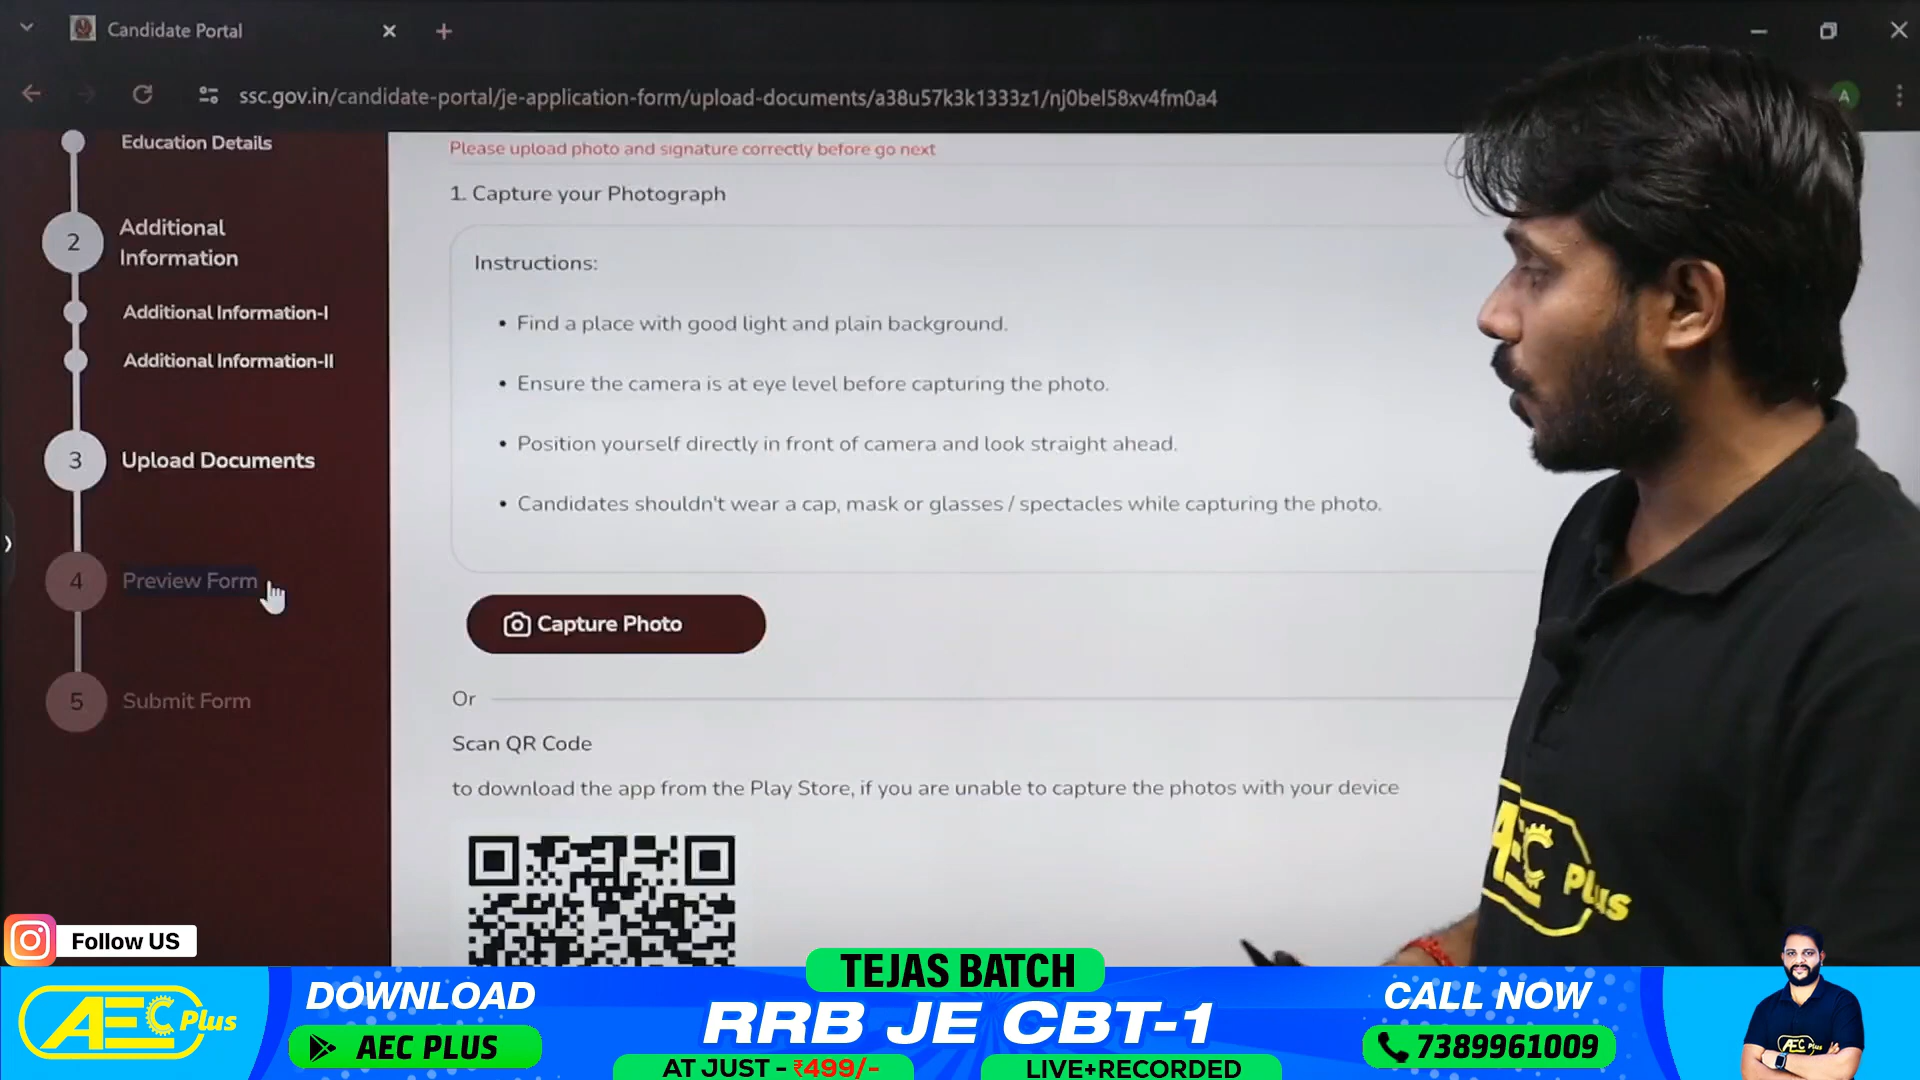 Candidate Portal
ssc.gov.in/candidate-portal/je-application-form/upload-documents/a38u57k3k1333z1/nj0bel58xv4fm0a4
A
Education Details
2
Additional
Information
Additional Information-I
Additional Information-II
3
Upload Documents
4
Preview Form
5
Submit Form
Please upload photo and signature correctly before go next
1. Capture your Photograph
Instructions:
• Find a place with good light and plain background.
• Ensure the camera is at eye level before capturing the photo.
• Position yourself directly in front of camera and look straight ahead.
• Candidates shouldn't wear a cap, mask or glasses / spectacles while capturing the photo.
Capture Photo
Or
Scan QR Code
to download the app from the Play Store, if you are unable to capture the photos with your device
AEC Plus
Follow US
AEC Plus
DOWNLOAD
AEC PLUS
TEJAS BATCH
RRB JE CBT-1
AT JUST - ₹499/-
LIVE+RECORDED
CALL NOW
7389961009
AEC Plus